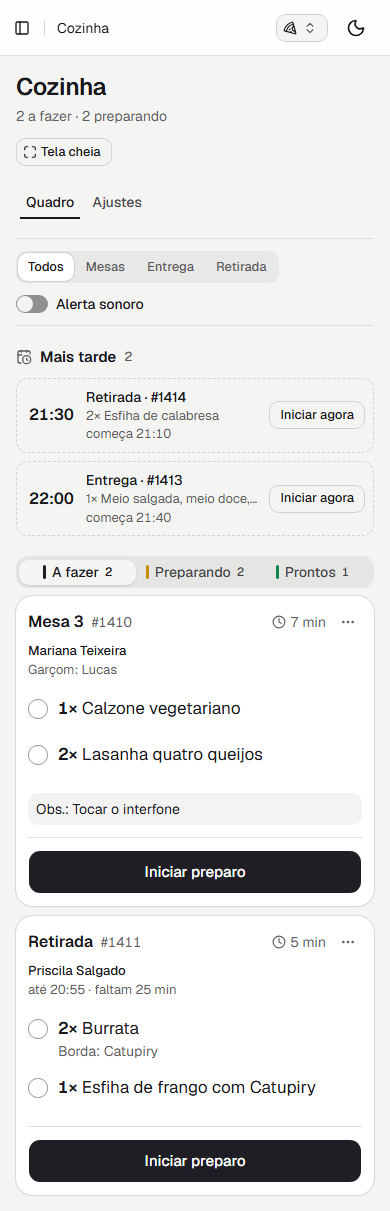 Cozinha
Cozinha
2 a fazer · 2 preparando
Tela cheia
Quadro Ajustes
Todos Mesas Entrega Retirada
Alerta sonoro
Mais tarde 2
21:30
Retirada · #1414
2× Esfiha de calabresa
começa 21:10
Iniciar agora
22:00
Entrega · #1413
1× Meio salgada, meio doce,…
começa 21:40
Iniciar agora
A fazer 2 Preparando 2 Prontos 1
Mesa 3 #1410 7 min
Mariana Teixeira
Garçom: Lucas
1× Calzone vegetariano
2× Lasanha quatro queijos
Obs.: Tocar o interfone
Iniciar preparo
Retirada #1411 5 min
Priscila Salgado
até 20:55 · faltam 25 min
2× Burrata
Borda: Catupiry
1× Esfiha de frango com Catupiry
Iniciar preparo